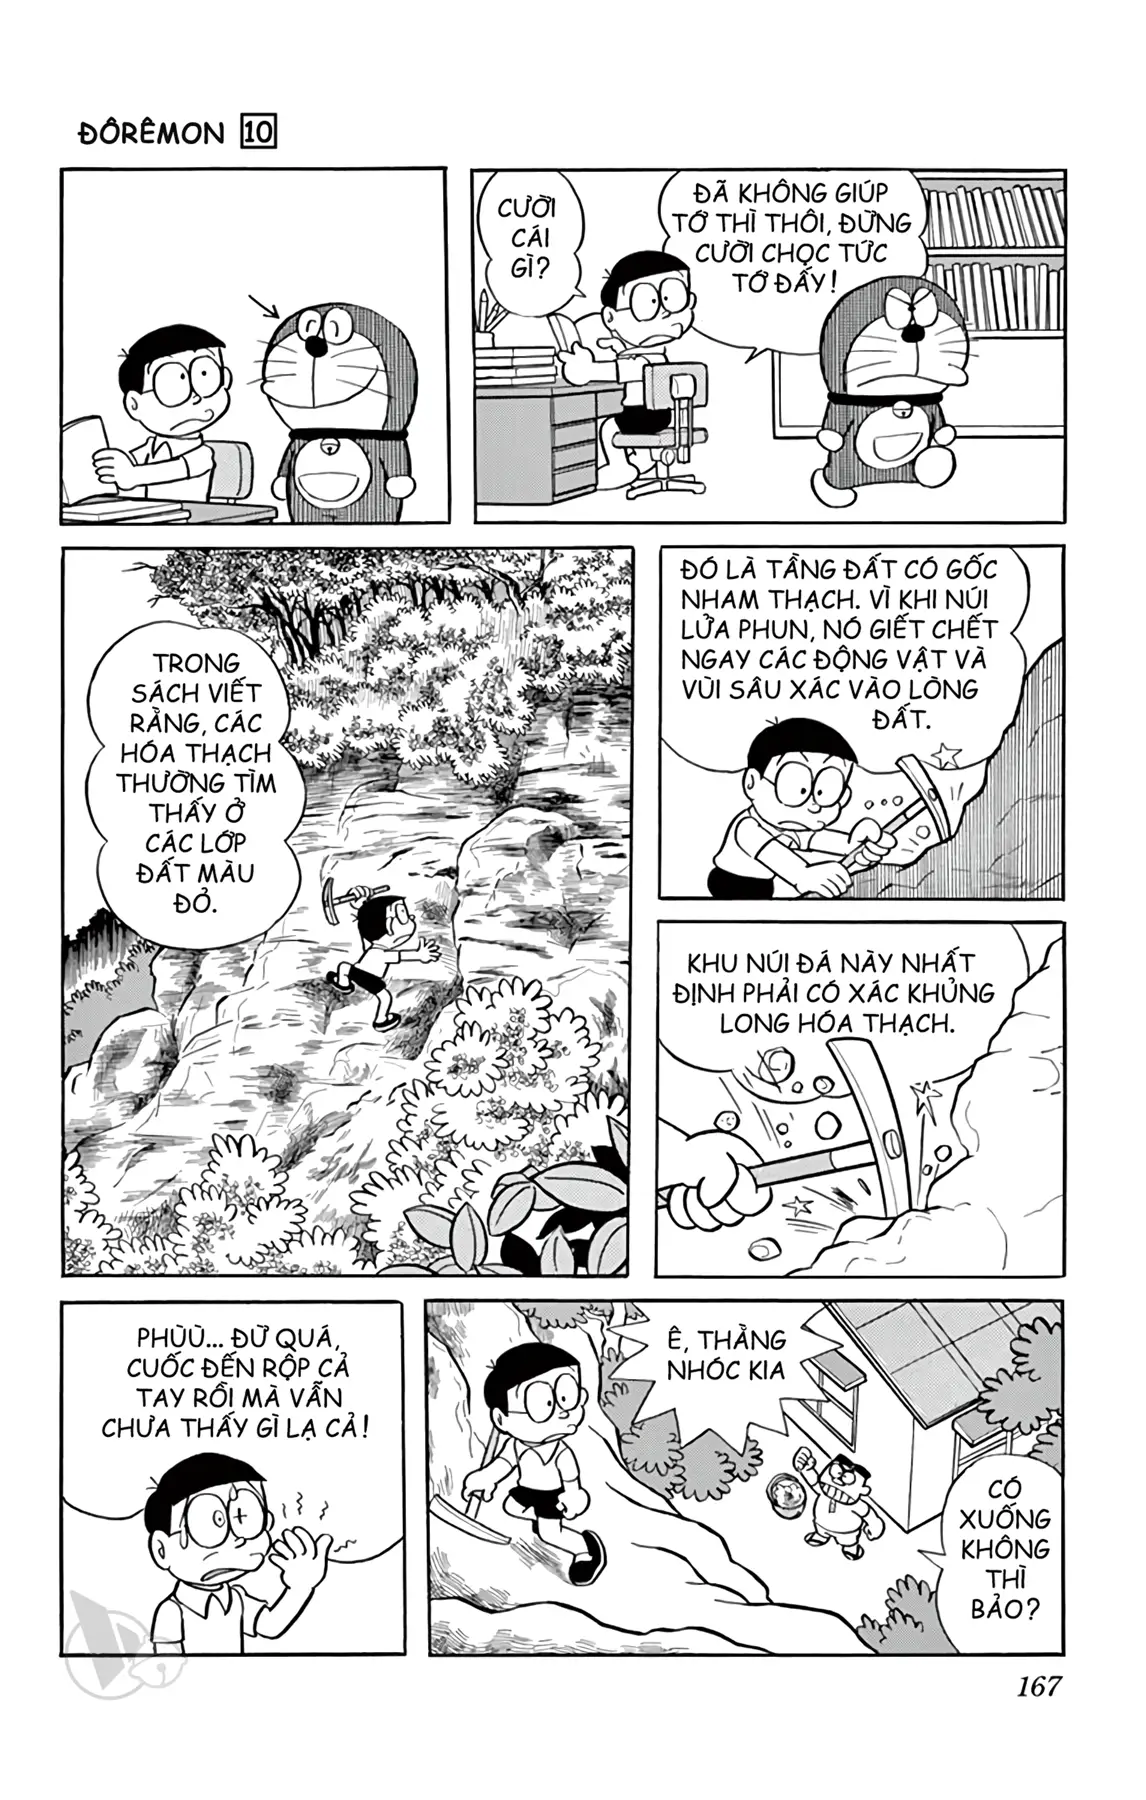 ĐÔRÊMON 10
CƯỜI
CÁI
GÌ?
ĐÃ KHÔNG GIÚP
TỚ THÌ THÔI, ĐỪNG
CƯỜI CHỌC TỨC
TỚ ĐẤY!
TRONG
SÁCH VIẾT
RẰNG, CÁC
HÓA THẠCH
THƯỜNG TÌM
THẤY Ở
CÁC LỚP
ĐẤT MÀU
ĐỎ.
ĐÓ LÀ TẦNG ĐẤT CÓ GỐC
NHAM THẠCH. VÌ KHI NÚI
LỬA PHUN, NÓ GIẾT CHẾT
NGAY CÁC ĐỘNG VẬT VÀ
VÙI SÂU XÁC VÀO LÒNG
ĐẤT.
KHU NÚI ĐÁ NÀY NHẤT
ĐỊNH PHẢI CÓ XÁC KHỦNG
LONG HÓA THẠCH.
PHÙÙ... ĐỪ QUÁ,
CUỐC ĐẾN RỘP CẢ
TAY RỒI MÀ VẪN
CHƯA THẤY GÌ LẠ CẢ!
Ê, THẰNG
NHÓC KIA
CÓ
XUỐNG
KHÔNG
THÌ
BẢO?
167